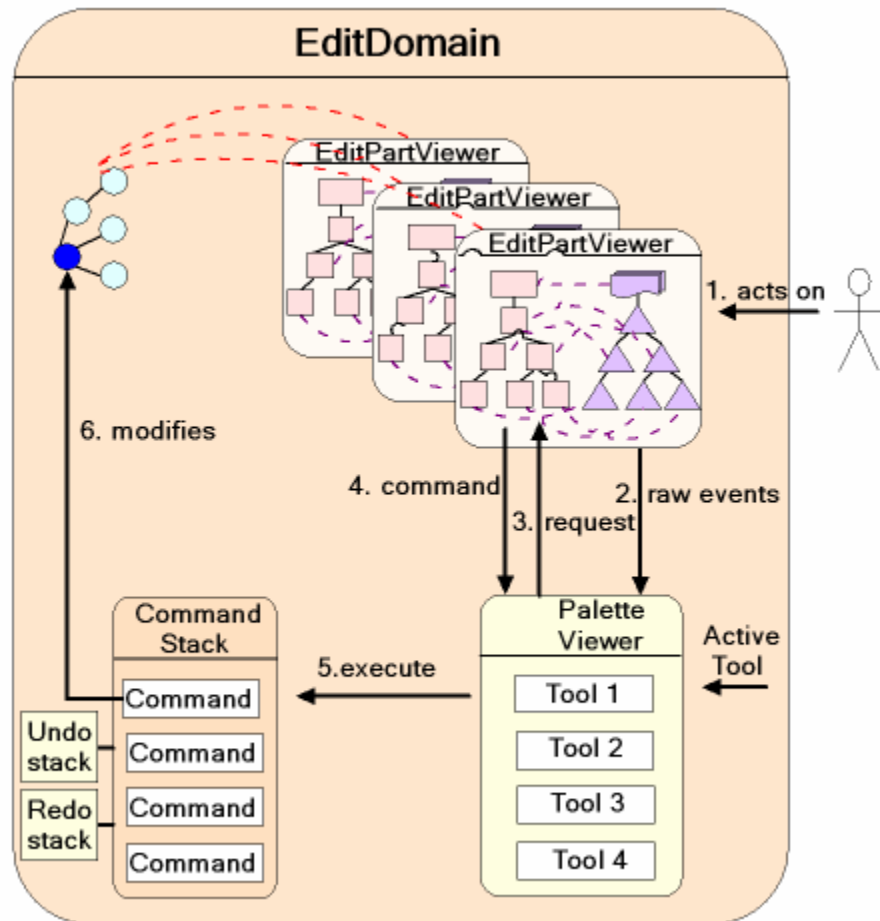 EditDomain
EditPartViewer
EditPartViewer
EditPartViewer
1. acts on
6. modifies
4. command
2. raw events
3. request
Command
Stack
Palette
Viewer
Active
Tool
5.execute
Command
Tool 1
Undo
stack
Command
Tool 2
Redo
stack
Command
Tool 3
Command
Tool 4